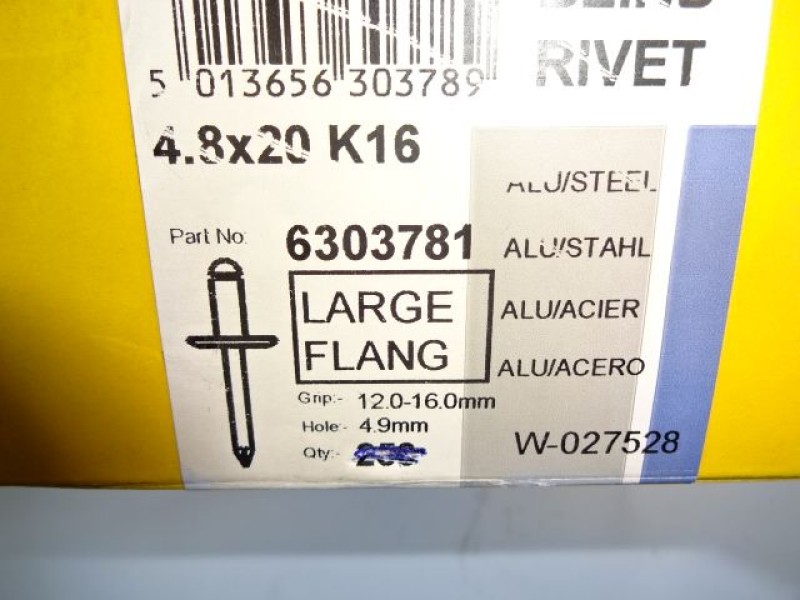 RIVET
5 013656 303789
4.8x20 K16
ALU/STEEL
Part No:
6303781
ALU/STAHL
LARGE
FLANG
ALU/ACIER
ALU/ACERO
Grip:- 12.0-16.0mm
Hole:- 4.9mm
Qty:-
W-027528